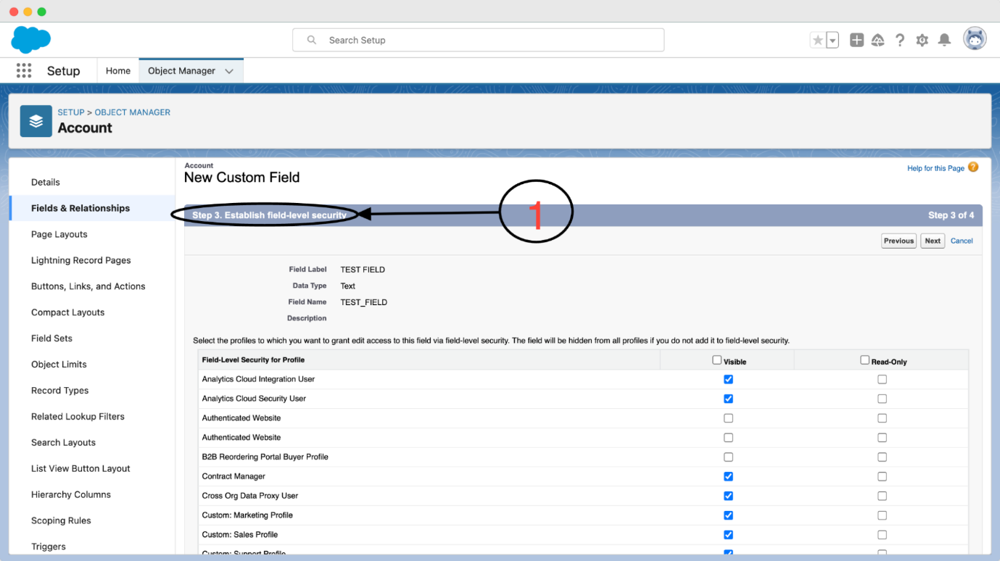 Search Setup
Setup
Home
Object Manager
SETUP > OBJECT MANAGER
Account
Details
Fields & Relationships
Page Layouts
Lightning Record Pages
Buttons, Links, and Actions
Compact Layouts
Field Sets
Object Limits
Record Types
Related Lookup Filters
Search Layouts
List View Button Layout
Hierarchy Columns
Scoping Rules
Triggers
Account
New Custom Field
Help for this Page ?
Step 3. Establish field-level security
1
Step 3 of 4
Previous Next Cancel
Field Label TEST FIELD
Data Type Text
Field Name TEST_FIELD
Description
Select the profiles to which you want to grant edit access to this field via field-level security. The field will be hidden from all profiles if you do not add it to field-level security.
Field-Level Security for Profile Visible Read-Only
Analytics Cloud Integration User
Analytics Cloud Security User
Authenticated Website
Authenticated Website
B2B Reordering Portal Buyer Profile
Contract Manager
Cross Org Data Proxy User
Custom: Marketing Profile
Custom: Sales Profile
Custom: Support Profile